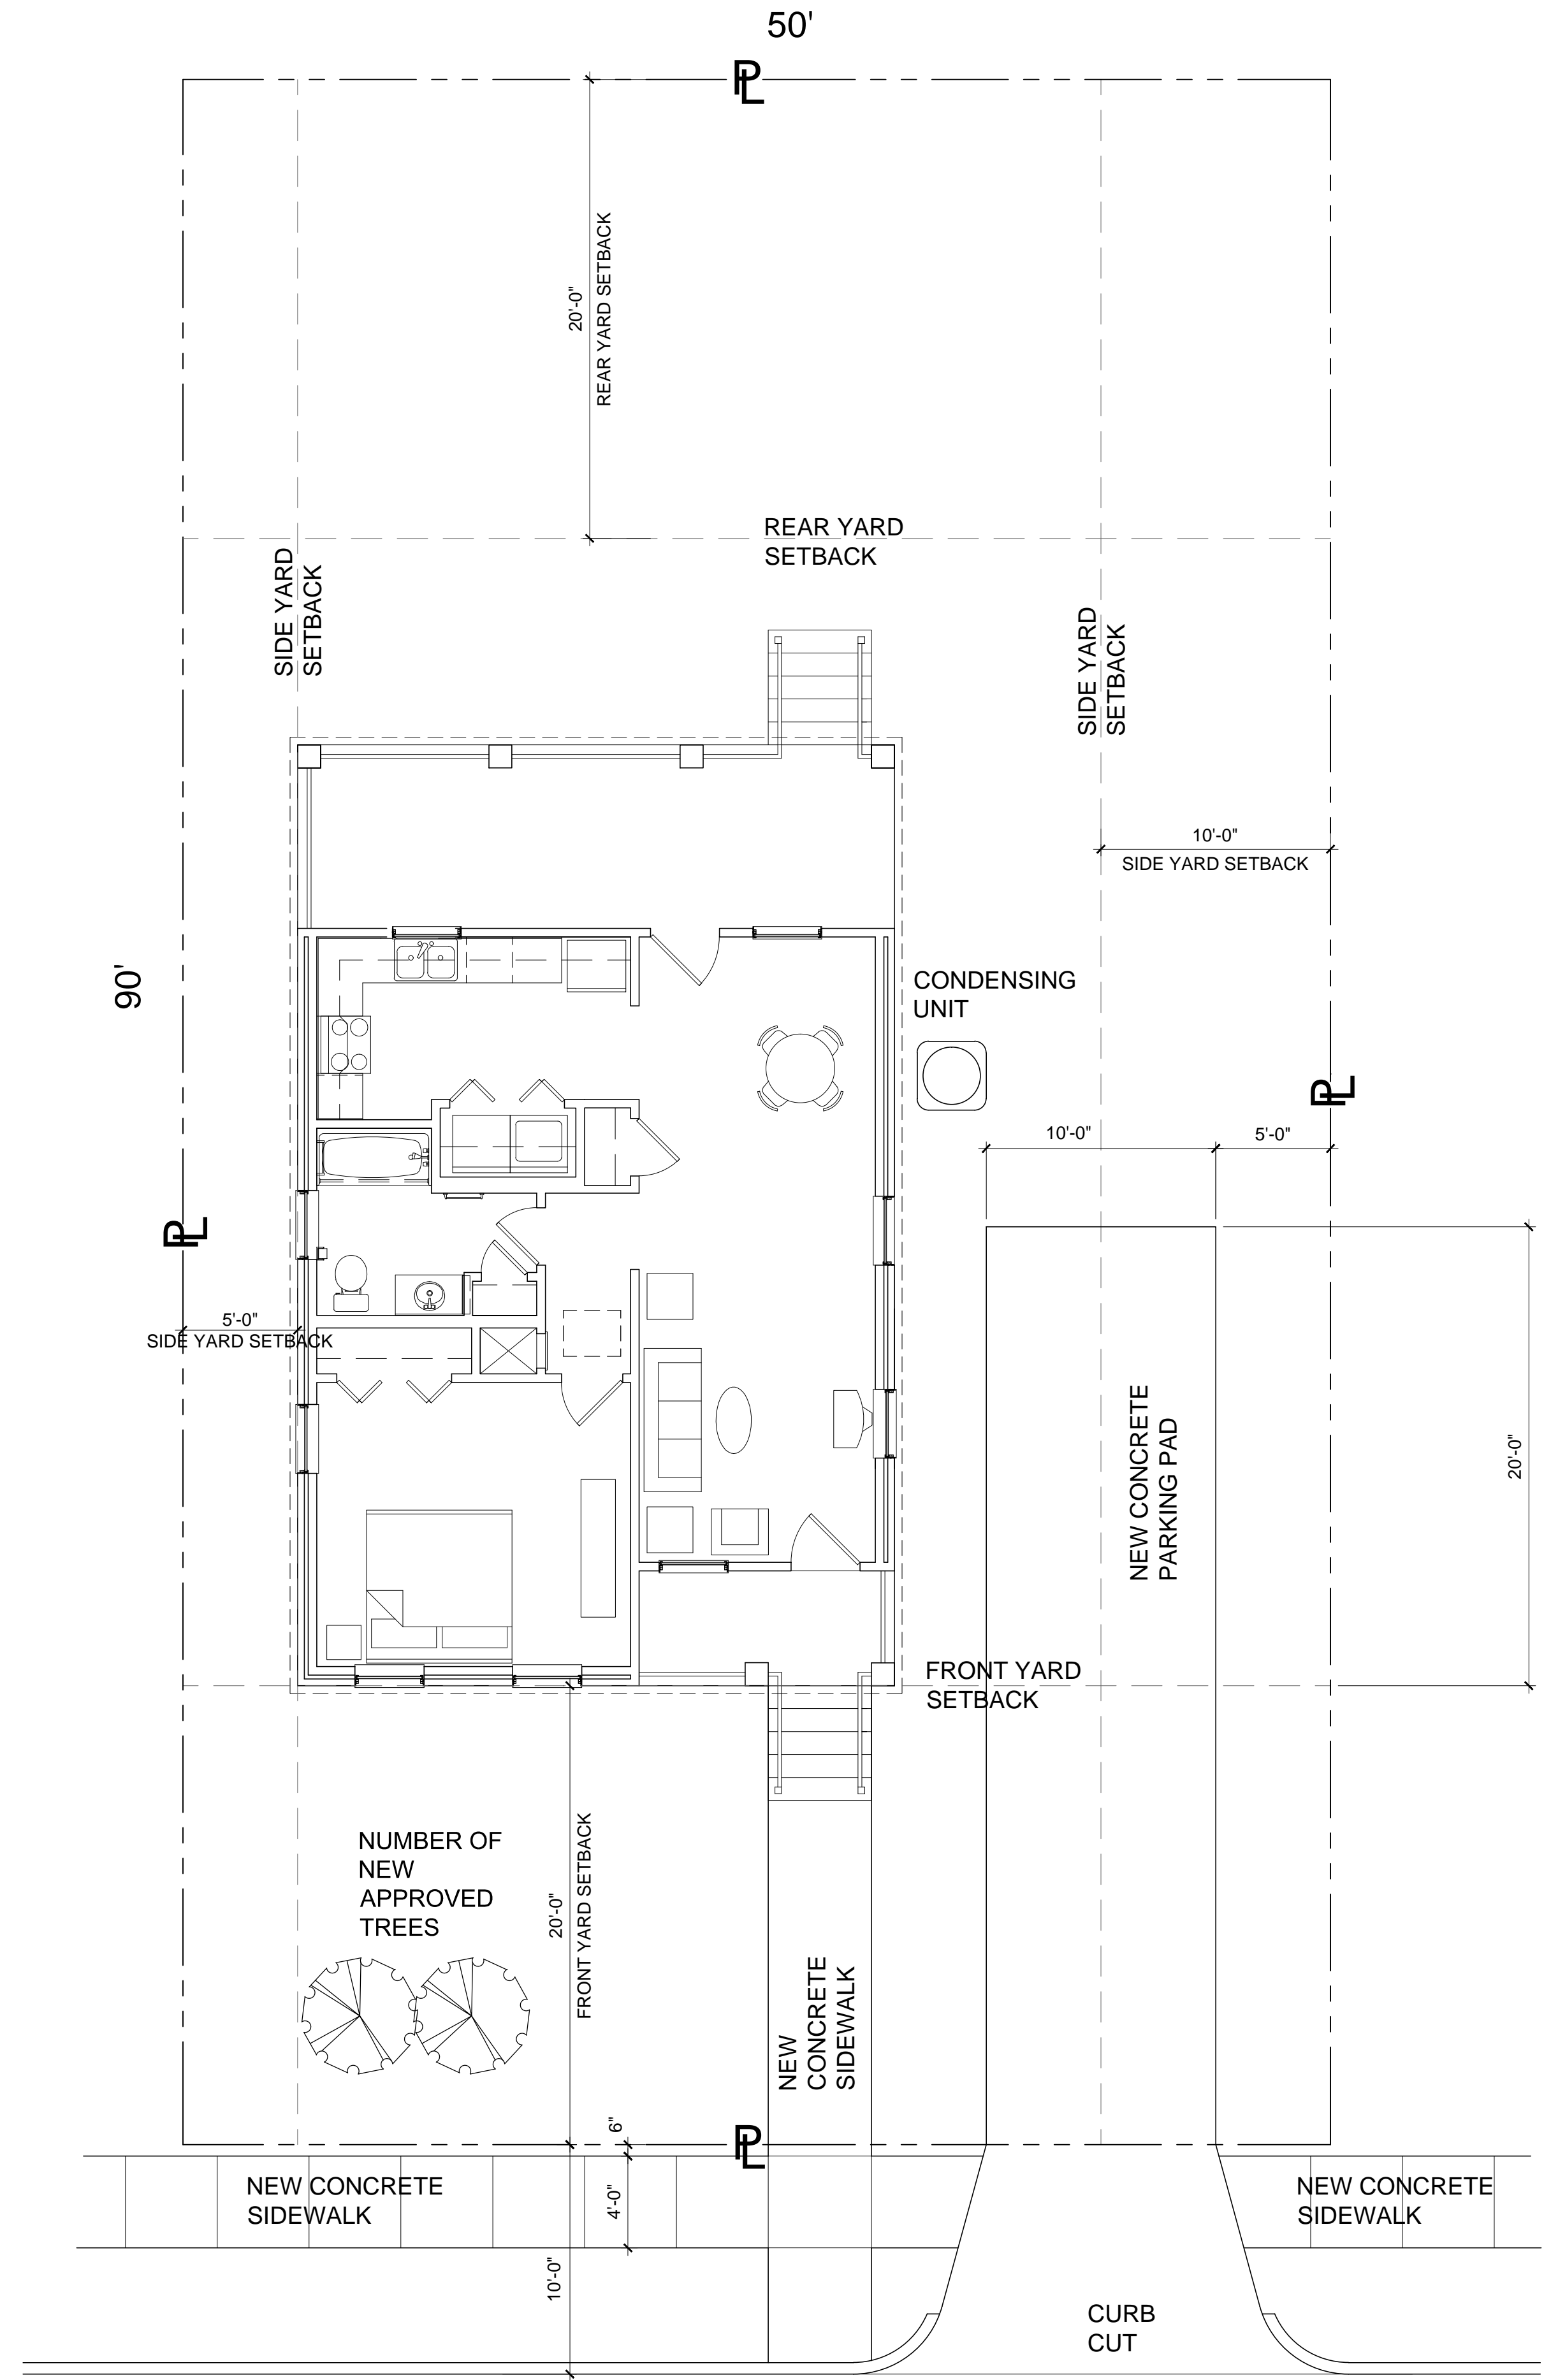 50'
PL
20'-0"
REAR YARD SETBACK
REAR YARD
SETBACK
SIDE YARD
SETBACK
SIDE YARD
SETBACK
10'-0"
SIDE YARD SETBACK
90'
CONDENSING
UNIT
PL
10'-0"
5'-0"
PL
5'-0"
SIDE YARD SETBACK
NEW CONCRETE
PARKING PAD
20'-0"
FRONT YARD
SETBACK
NUMBER OF
NEW
APPROVED
TREES
20'-0"
FRONT YARD SETBACK
NEW
CONCRETE
SIDEWALK
6"
PL
NEW CONCRETE
SIDEWALK
4'-0"
NEW CONCRETE
SIDEWALK
10'-0"
CURB
CUT